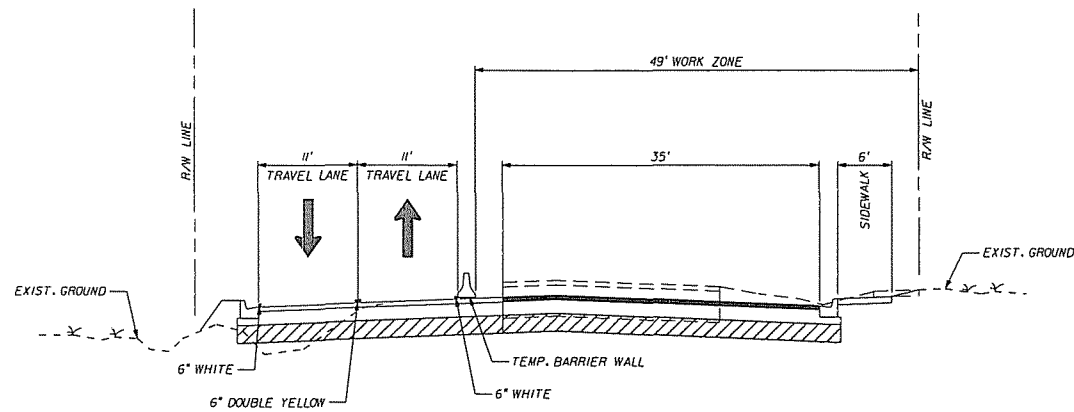 49' WORK ZONE
R/W LINE
R/W LINE
11'
TRAVEL LANE
11'
TRAVEL LANE
35'
6'
SIDEWALK
EXIST. GROUND
EXIST. GROUND
TEMP. BARRIER WALL
6" WHITE
6" WHITE
6" DOUBLE YELLOW